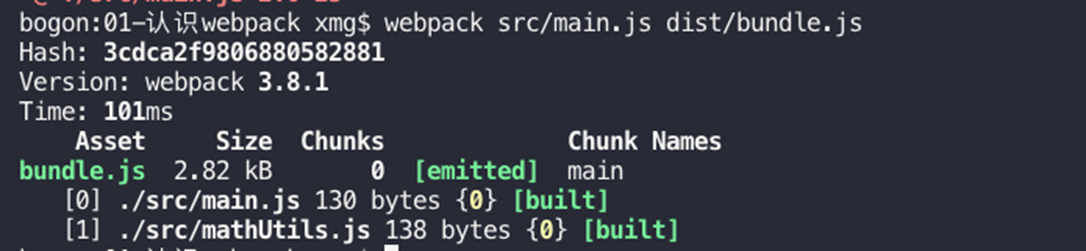 bogon:01-认识webpack xmg$ webpack src/main.js dist/bundle.js
Hash: 3cdca2f9806880582881
Version: webpack 3.8.1
Time: 101ms
Asset Size Chunks Chunk Names
bundle.js 2.82 kB 0 [emitted] main
[0] ./src/main.js 130 bytes {0} [built]
[1] ./src/mathUtils.js 138 bytes {0} [built]